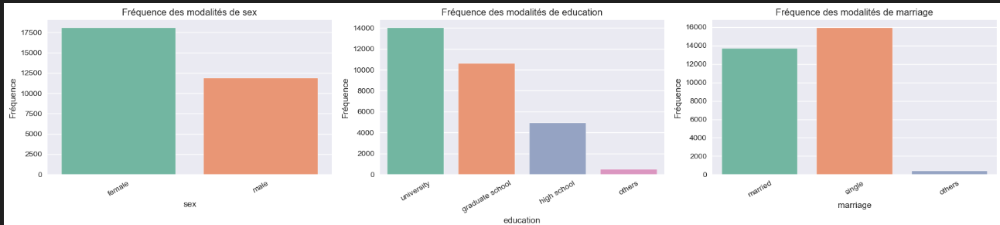 Fréquence des modalités de sex
17500
15000
12500
10000
7500
5000
2500
0
Fréquence
female
male
sex
Fréquence des modalités de education
14000
12000
10000
8000
6000
4000
2000
0
Fréquence
university
graduate school
high school
others
education
Fréquence des modalités de marriage
16000
14000
12000
10000
8000
6000
4000
2000
0
Fréquence
married
single
others
marriage